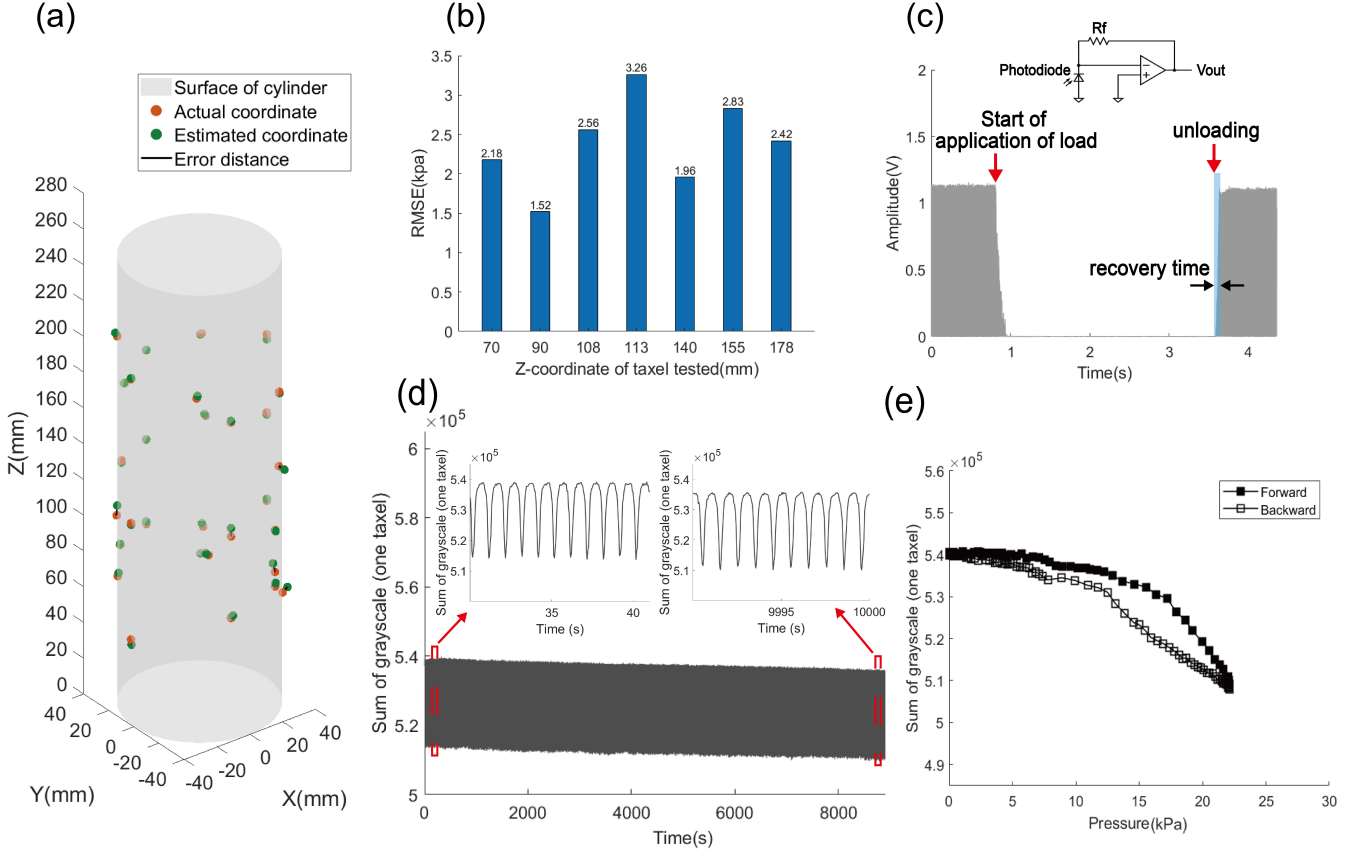 (a)
Surface of cylinder
Actual coordinate
Estimated coordinate
Error distance
280
260
240
220
200
180
160
140
120
100
80
60
40
20
0
Z(mm)
40
20
0
-20
-40
Y(mm)
-40
-20
0
20
40
X(mm)
(b)
3.5
3
2.5
2
1.5
1
0.5
0
RMSE(kpa)
2.18
1.52
2.56
3.26
1.96
2.83
2.42
70 90 108 113 140 155 178
Z-coordinate of taxel tested(mm)
(c)
Rf
Photodiode
Vout
Start of
application of load
unloading
recovery time
2
1.5
1
0.5
0
Amplitude(V)
0 1 2 3 4
Time(s)
(d)
×10⁵
6
5.8
5.6
5.4
5.2
5
Sum of grayscale (one taxel)
0 2000 4000 6000 8000
Time(s)
×10⁵
5.4
5.3
5.2
5.1
Sum of grayscale (one taxel)
35 40
Time (s)
×10⁵
5.4
5.3
5.2
5.1
Sum of grayscale (one taxel)
9995 10000
Time (s)
(e)
×10⁵
5.6
5.5
5.4
5.3
5.2
5.1
5
4.9
Sum of grayscale (one taxel)
Forward
Backward
0 5 10 15 20 25 30
Pressure(kPa)